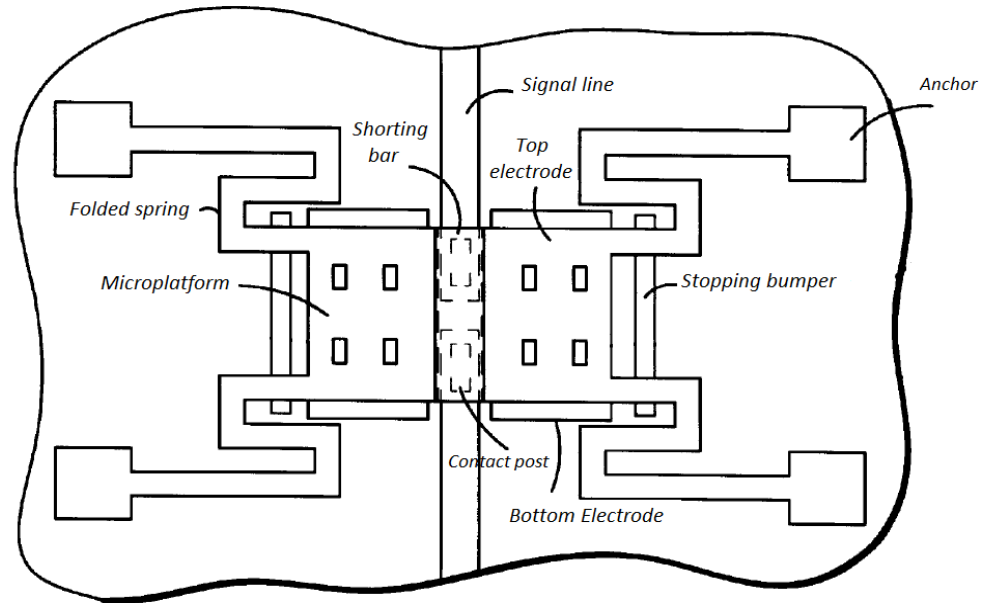 Signal line
Anchor
Shorting
bar
Top
electrode
Folded spring
Microplatform
Stopping bumper
Contact post
Bottom Electrode